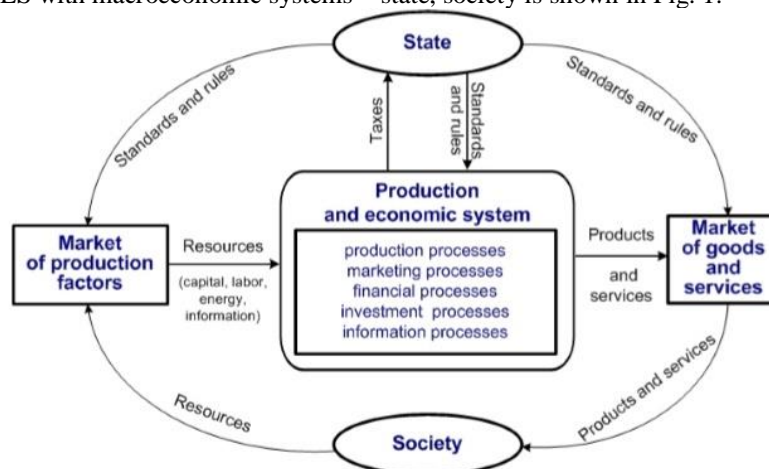 ES with macroeconomic systems – state, society is shown in Fig. 1.
State
Standards and rules
Taxes
Standards
and rules
Standards and rules
Production
and economic system
Market
of production
factors
Resources
(capital, labor,
energy,
information)
production processes
marketing processes
financial processes
investment processes
information processes
Products
and
services
Market
of goods
and
services
Resources
Products and services
Society